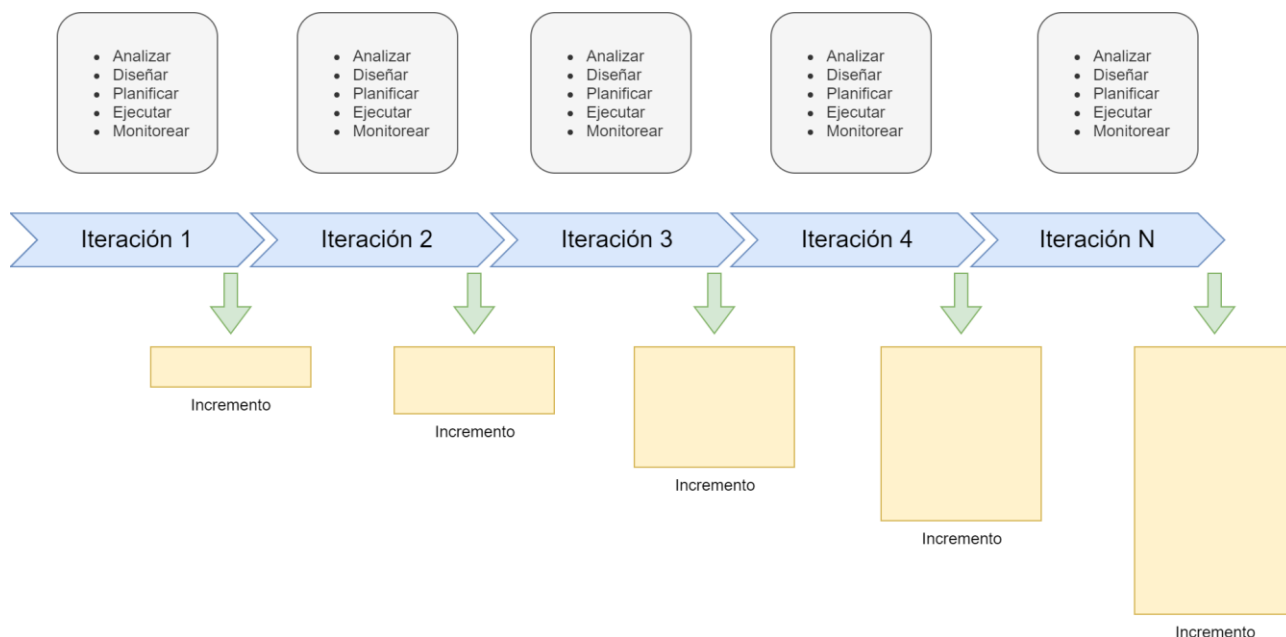 Analizar
Diseñar
Planificar
Ejecutar
Monitorear
Analizar
Diseñar
Planificar
Ejecutar
Monitorear
Analizar
Diseñar
Planificar
Ejecutar
Monitorear
Analizar
Diseñar
Planificar
Ejecutar
Monitorear
Analizar
Diseñar
Planificar
Ejecutar
Monitorear
Iteración 1
Iteración 2
Iteración 3
Iteración 4
Iteración N
Incremento
Incremento
Incremento
Incremento
Incremento